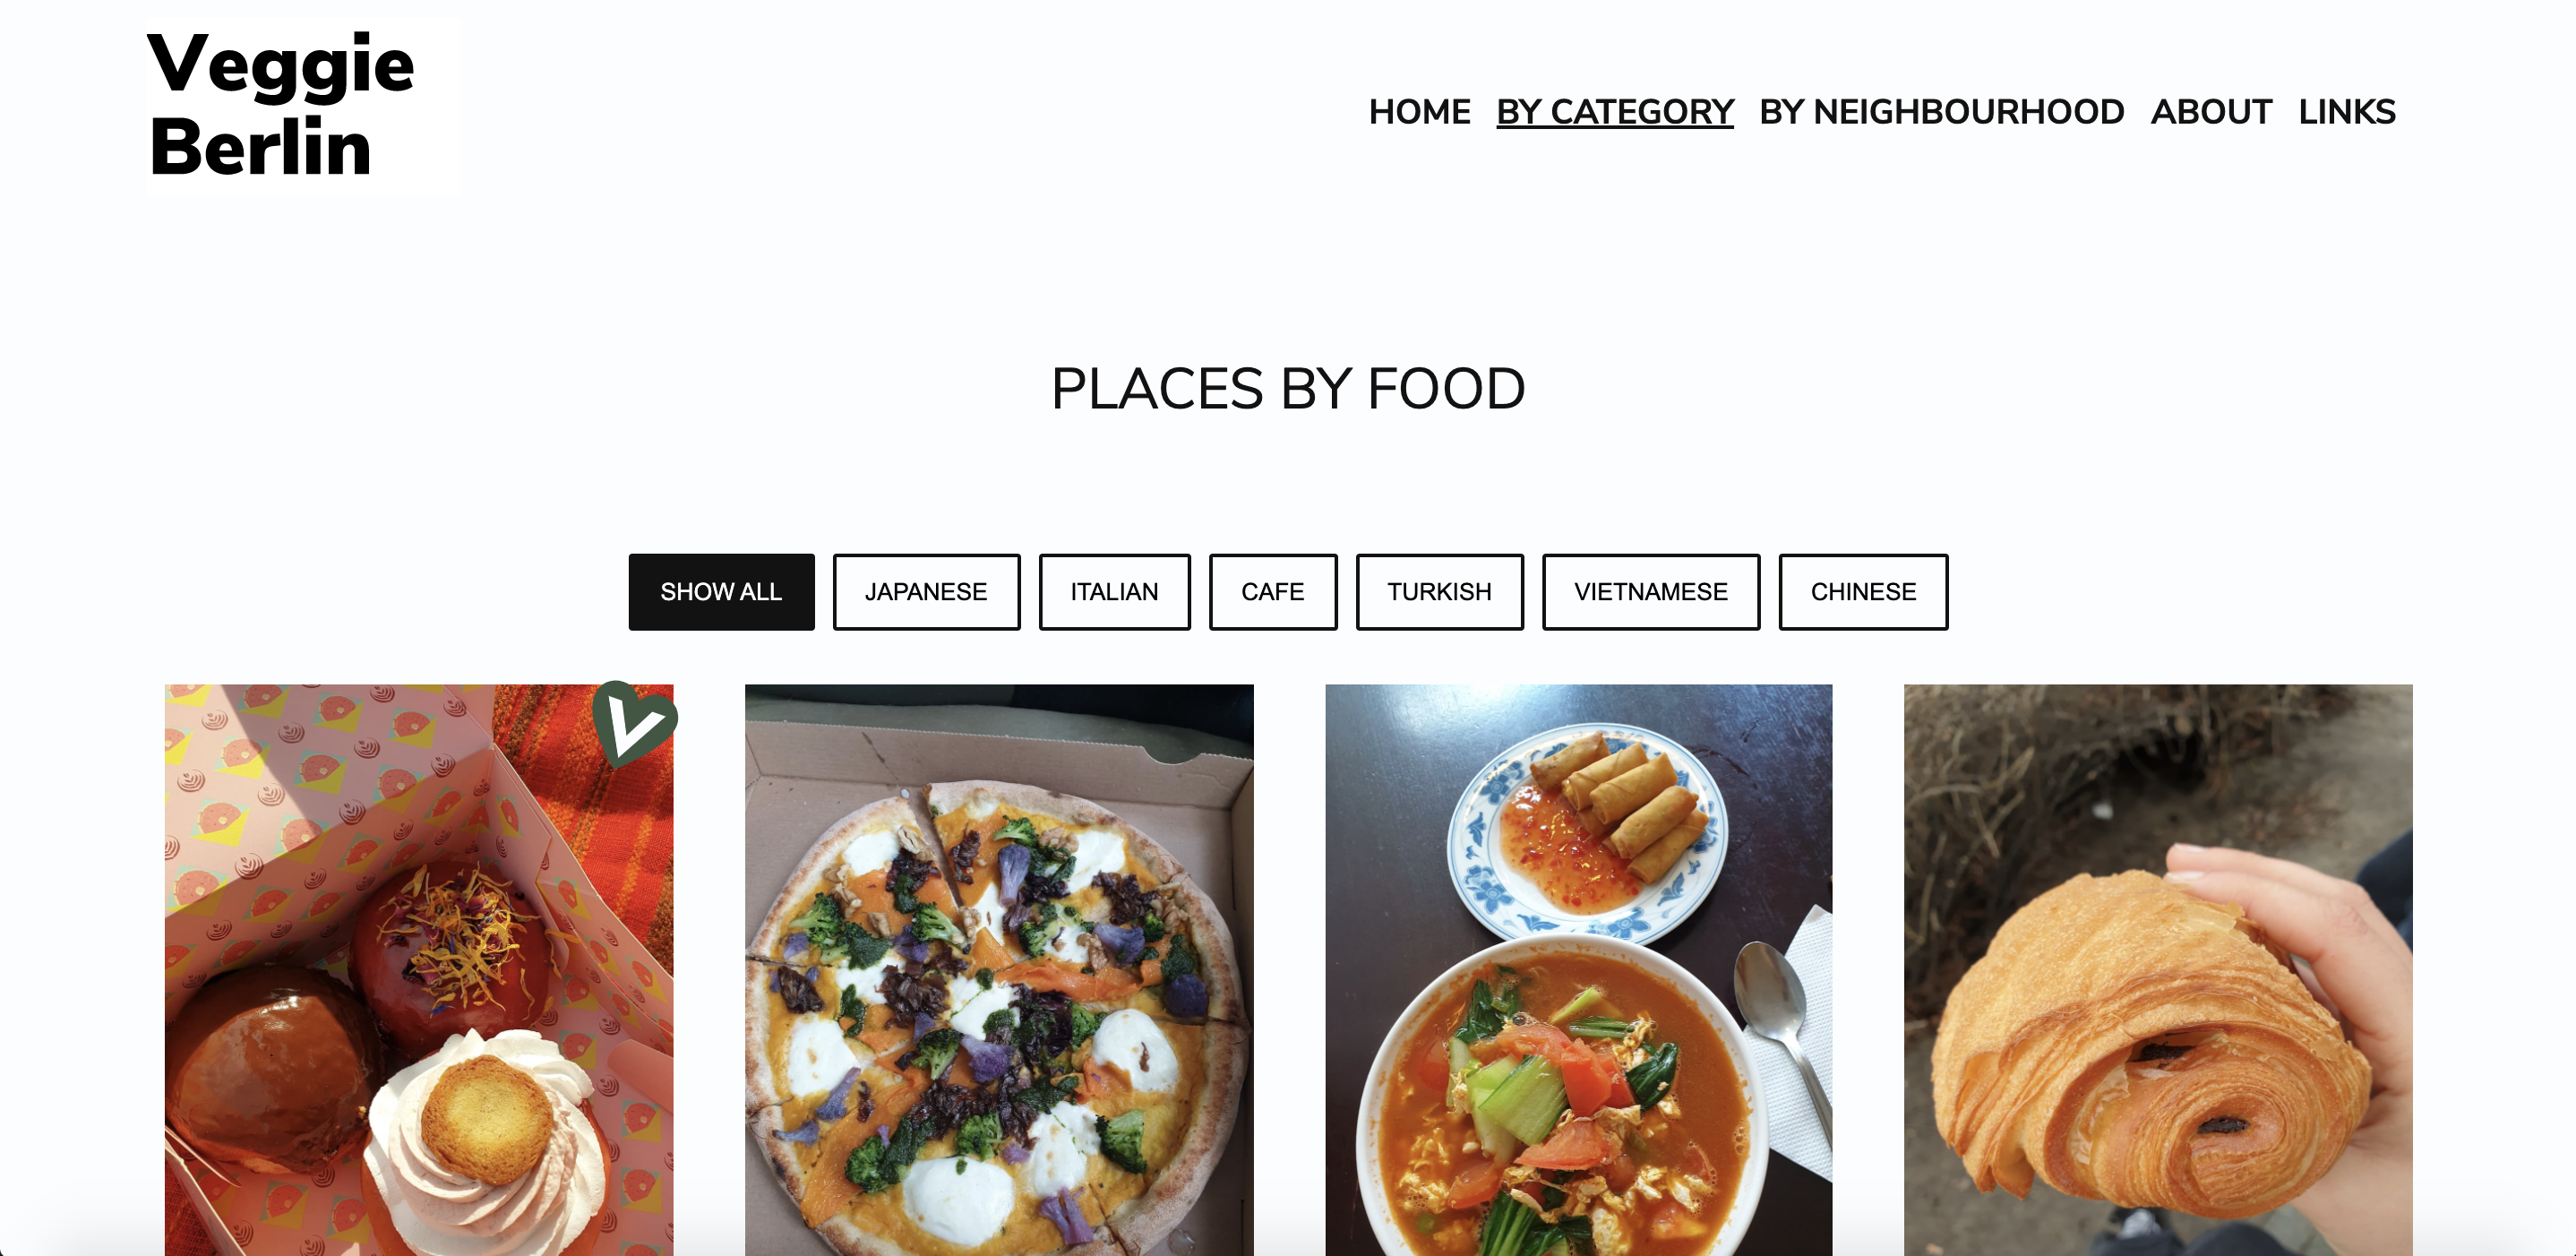 Veggie
Berlin
HOME BY CATEGORY BY NEIGHBOURHOOD ABOUT LINKS
PLACES BY FOOD
SHOW ALL JAPANESE ITALIAN CAFE TURKISH VIETNAMESE CHINESE
V